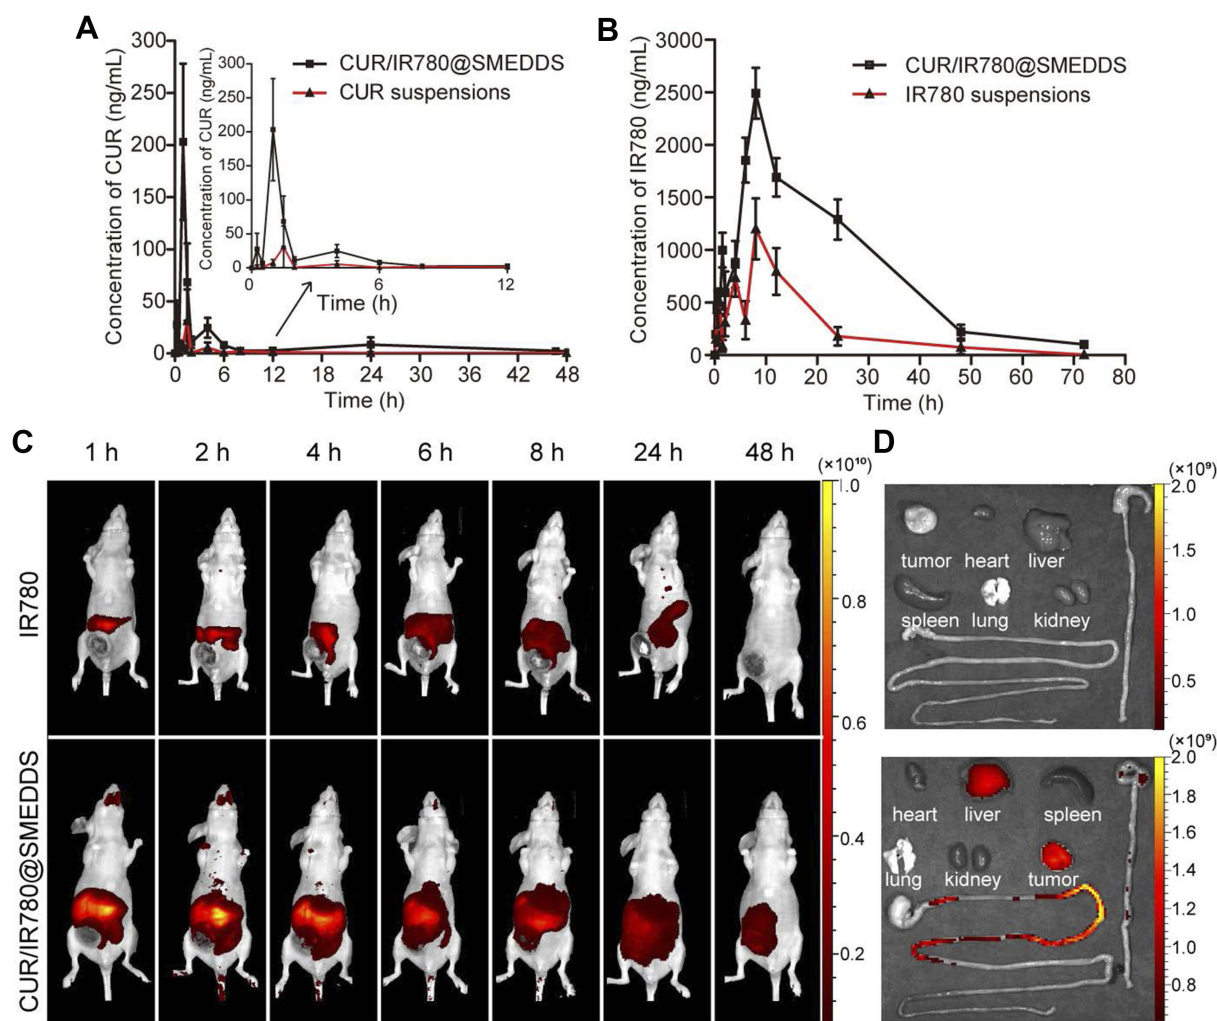 A
Concentration of CUR (ng/mL)
300
250
200
150
100
50
0
0 6 12 18 24 30 36 42 48
Time (h)
CUR/IR780@SMEDDS
CUR suspensions
Concentration of CUR (ng/mL)
300
250
200
150
100
50
0
0 6 12
Time (h)
B
Concentration of IR780 (ng/mL)
3000
2500
2000
1500
1000
500
0
0 10 20 30 40 50 60 70 80
Time (h)
CUR/IR780@SMEDDS
IR780 suspensions
C
1 h 2 h 4 h 6 h 8 h 24 h 48 h
IR780
CUR/IR780@SMEDDS
(×10¹⁰)
1.0
0.8
0.6
0.4
0.2
D
(×10⁹)
2.0
1.5
1.0
0.5
tumor heart liver
spleen lung kidney
(×10⁹)
2.0
1.8
1.6
1.4
1.2
1.0
0.8
heart liver spleen
lung kidney tumor